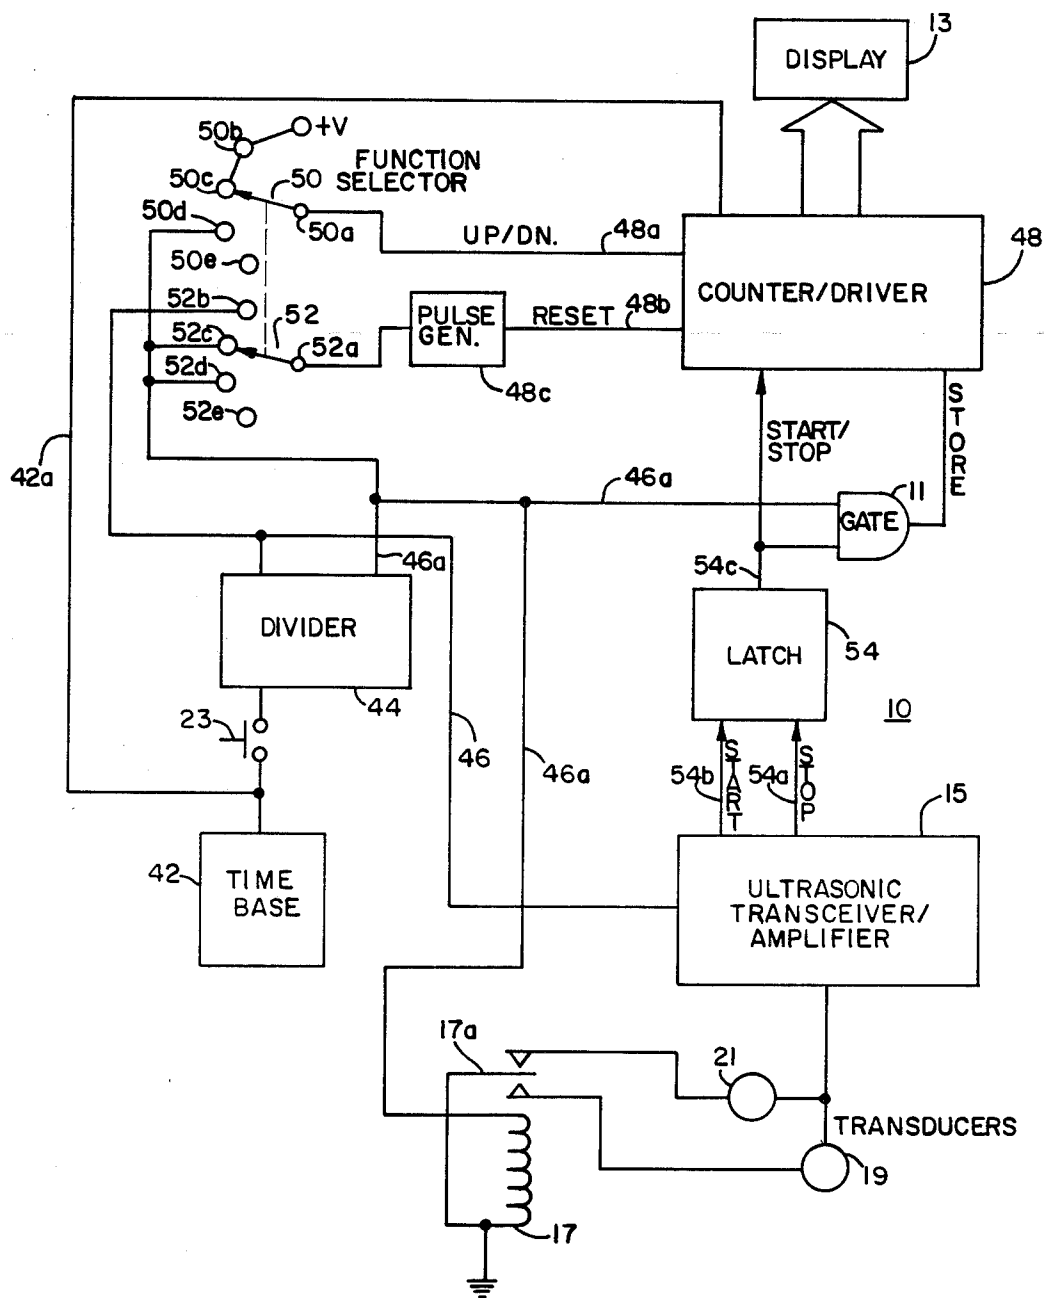 13
DISPLAY
50b
+V
FUNCTION
SELECTOR
50c
50
50d
50a
UP/DN.
48a
48
50e
COUNTER/DRIVER
52b
PULSE
GEN.
RESET
48b
52c
52
52a
52d
48c
52e
START/
STOP
STORE
42a
46a
11
GATE
46a
54c
DIVIDER
LATCH
54
44
10
23
46
46a
54b
START
54a
STOP
15
42
TIME
BASE
ULTRASONIC
TRANSCEIVER/
AMPLIFIER
17a
21
TRANSDUCERS
19
17